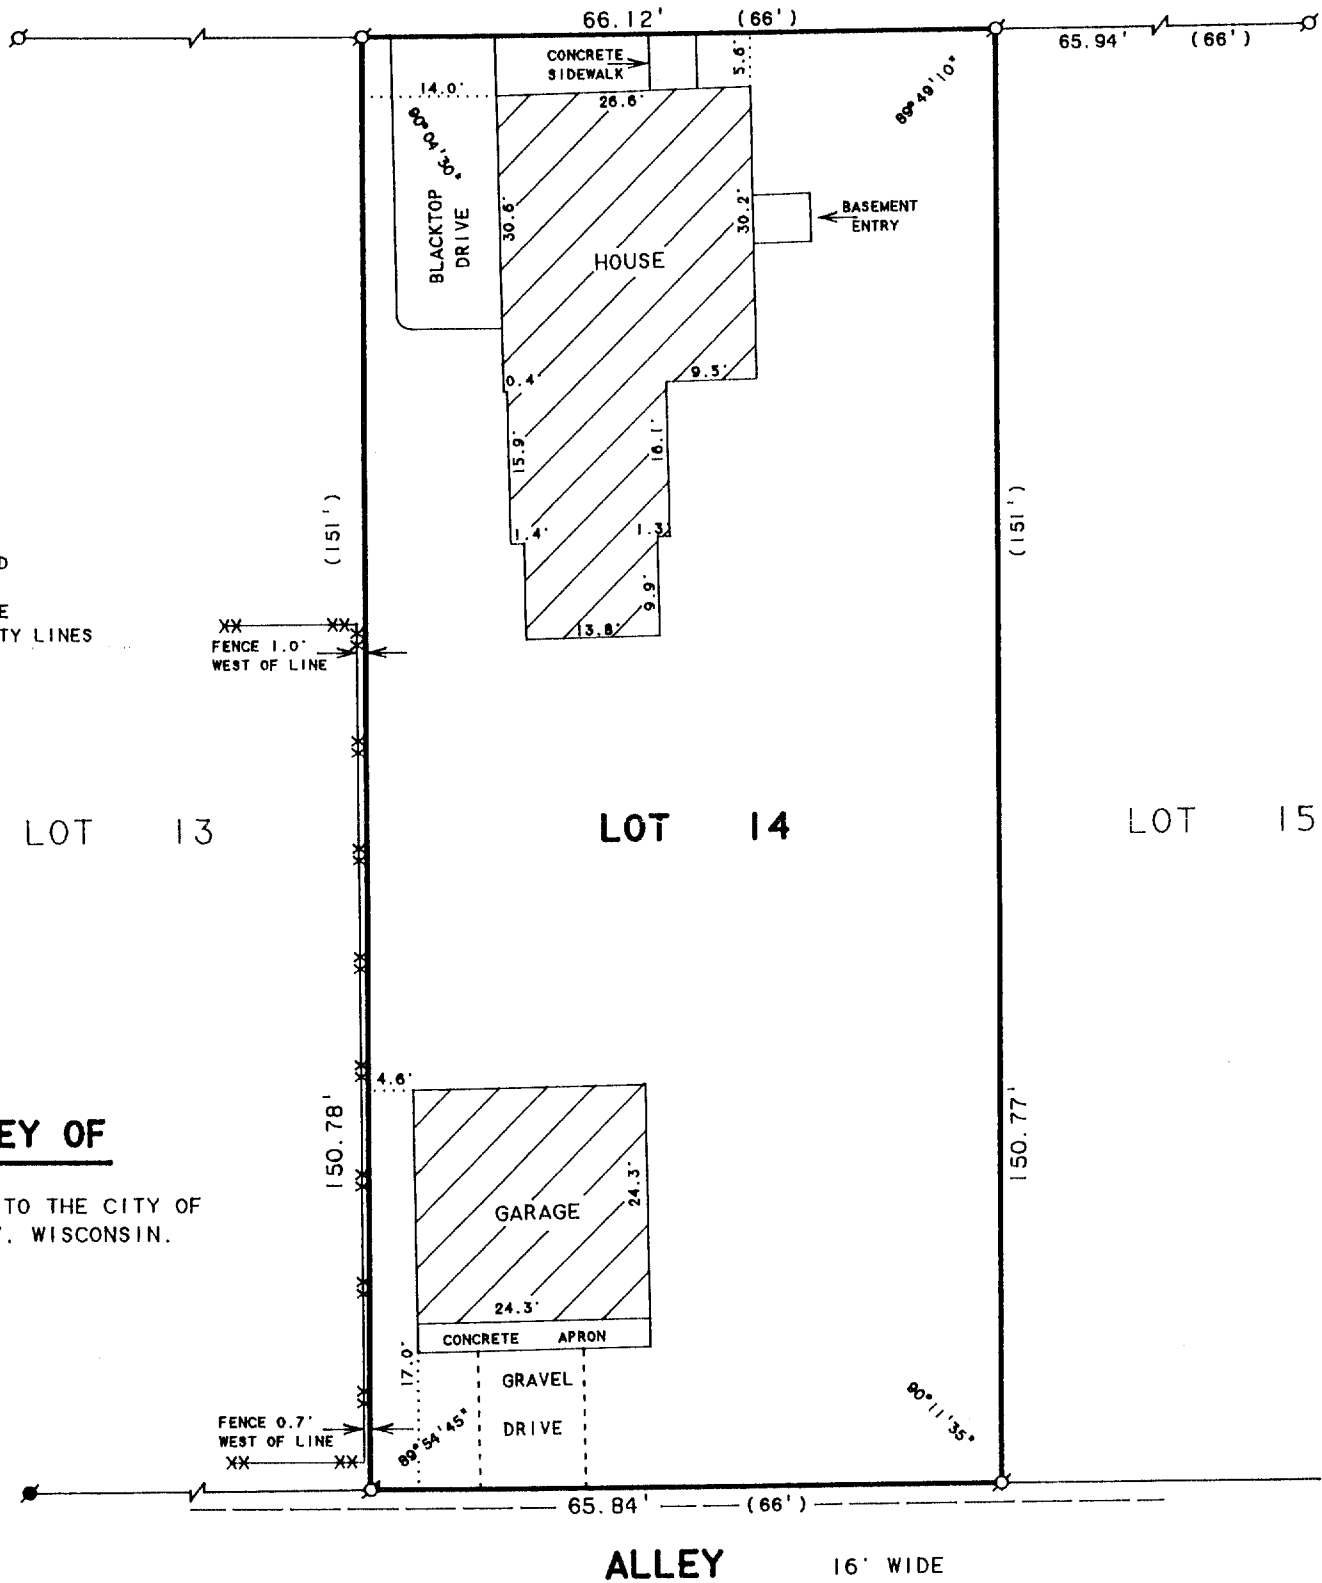 66.12' (66')
65.94' (66')
CONCRETE
SIDEWALK
5.6'
14.0'
26.6'
90°04'30"
89°49'10"
BLACKTOP
DRIVE
30.6'
30.2'
HOUSE
BASEMENT
ENTRY
0.4
9.5'
15.9'
16.1'
1.4'
1.3
9.9'
13.8'
(151')
(151')
D
E
TY LINES
FENCE 1.0'
WEST OF LINE
LOT 13
LOT 14
LOT 15
4.6'
150.78'
150.77'
EY OF
TO THE CITY OF
, WISCONSIN.
GARAGE
24.3'
24.3'
CONCRETE APRON
17.0'
GRAVEL
DRIVE
FENCE 0.7'
WEST OF LINE
89°54'45"
90°11'35"
65.84' (66')
ALLEY 16' WIDE